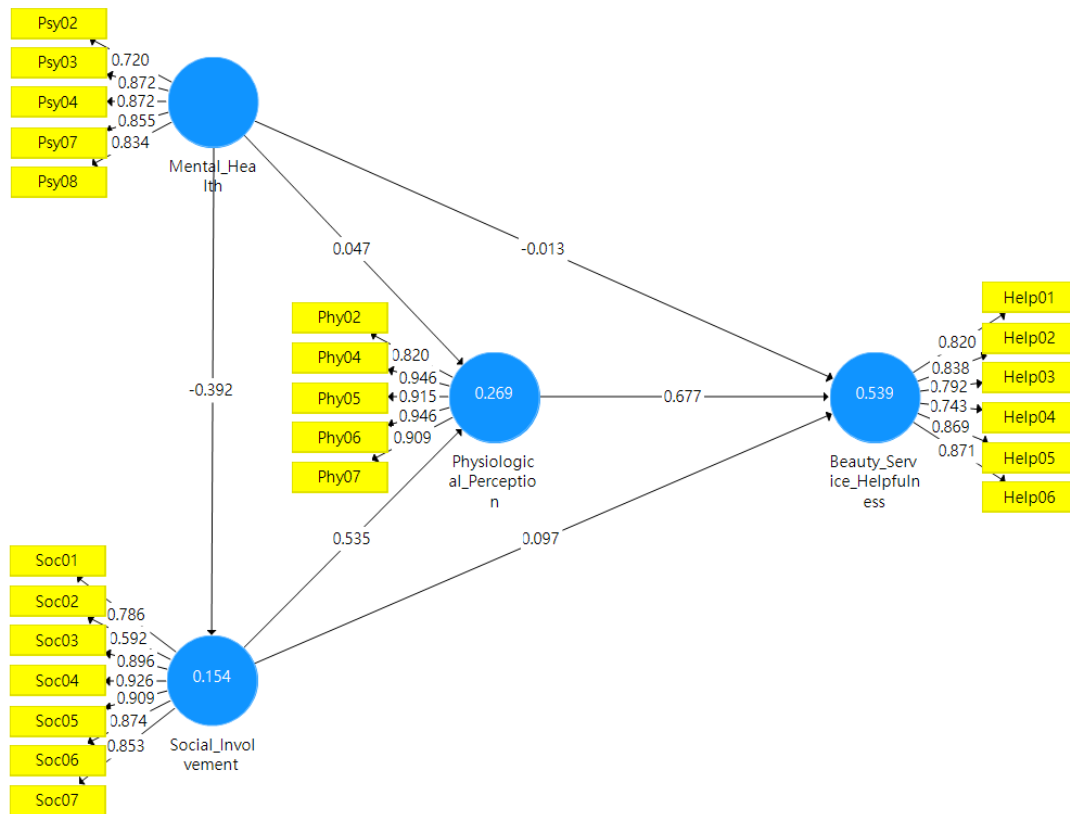 Psy02
Psy03
Psy04
Psy07
Psy08
0.720
0.872
0.872
0.855
0.834
Mental_Hea
lth
0.047
-0.013
-0.392
Phy02
Phy04
Phy05
Phy06
Phy07
0.820
0.946
0.915
0.946
0.909
0.269
Physiologic
al_Perceptio
n
0.677
0.539
Beauty_Serv
ice_Helpfuln
ess
0.820
0.838
0.792
0.743
0.869
0.871
Help01
Help02
Help03
Help04
Help05
Help06
0.535
0.097
Soc01
Soc02
Soc03
Soc04
Soc05
Soc06
Soc07
0.786
0.592
0.896
0.926
0.909
0.874
0.853
0.154
Social_Invol
vement